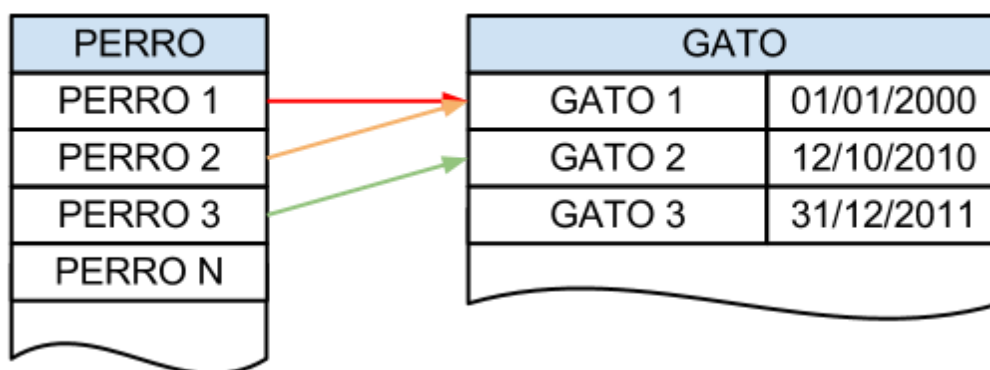 PERRO
PERRO 1
PERRO 2
PERRO 3
PERRO N
GATO
GATO 1 01/01/2000
GATO 2 12/10/2010
GATO 3 31/12/2011